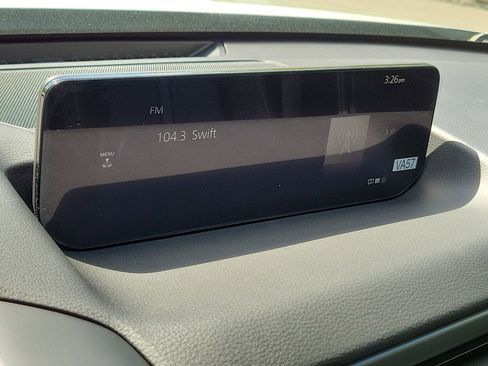 3:26pm
FM
104.3 Swift
MENU
VA57